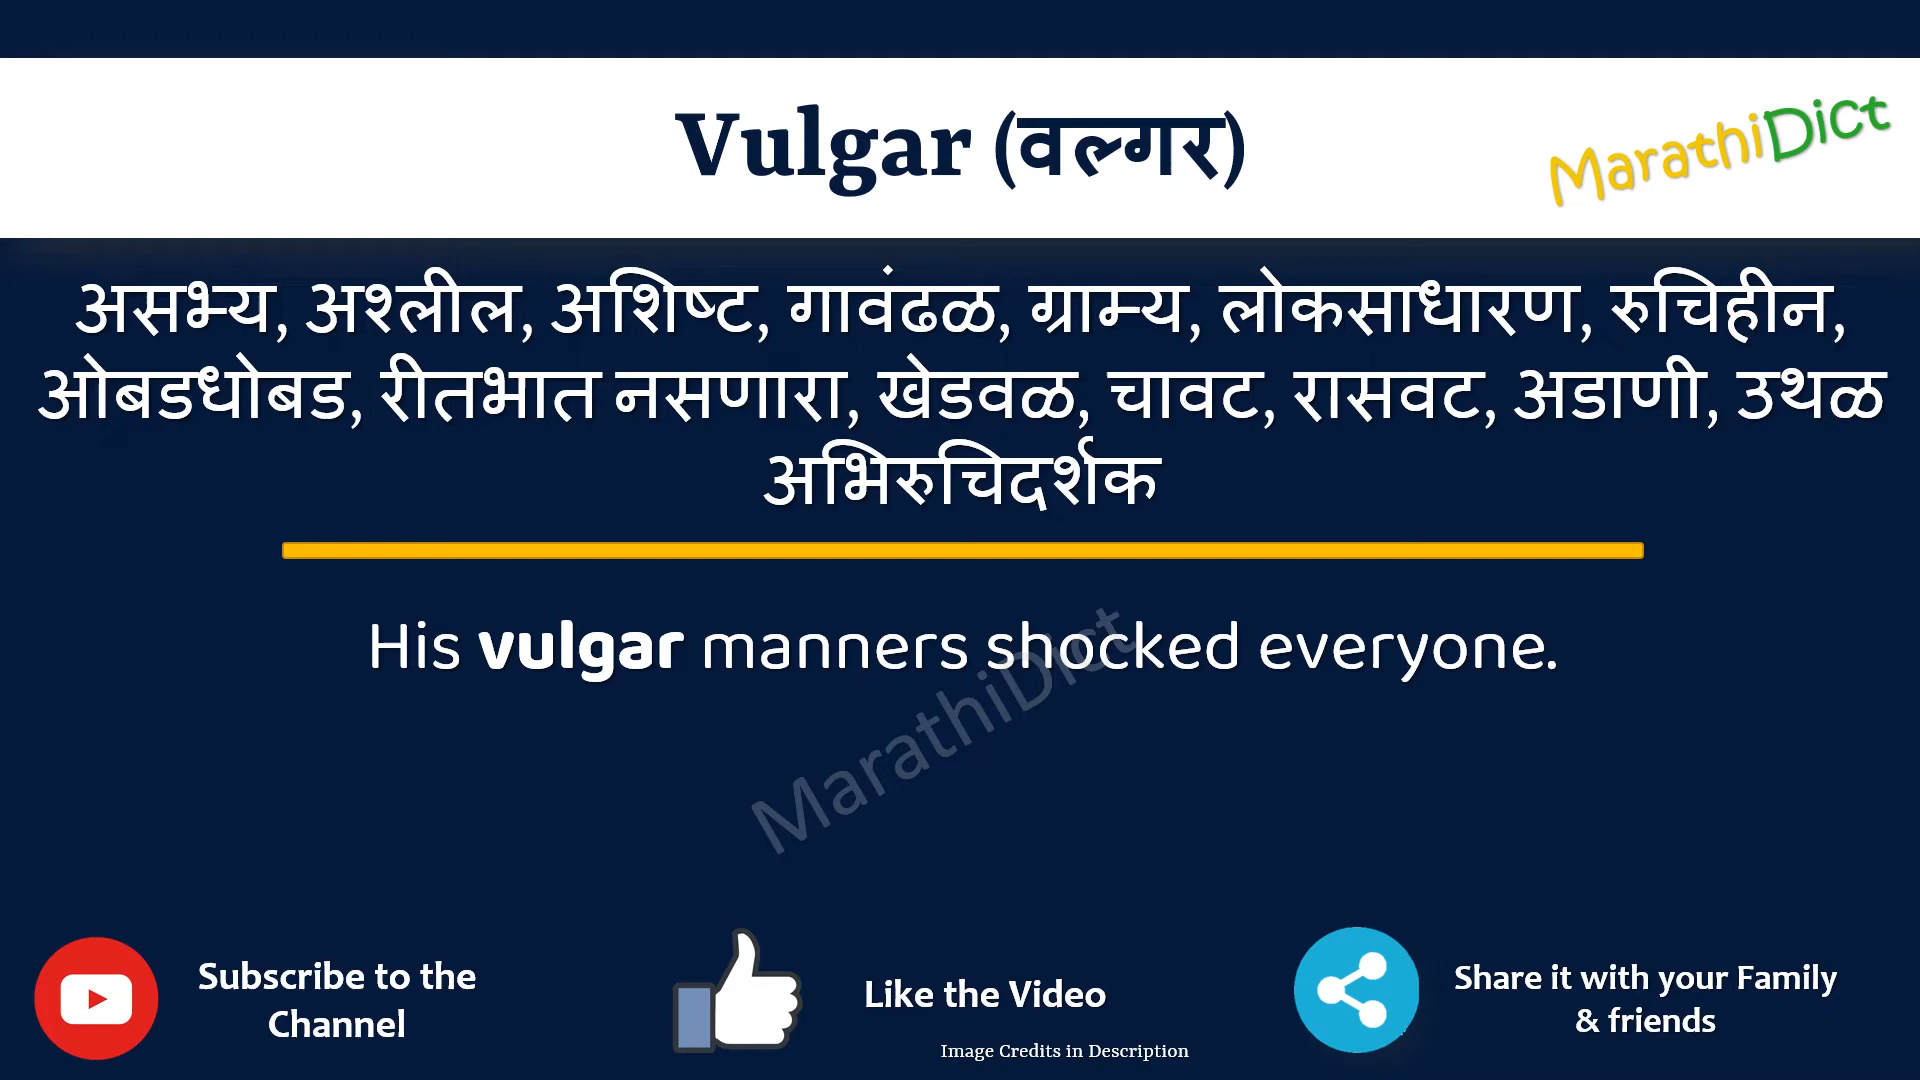 Vulgar (वल्गर)
MarathiDict
असभ्य, अश्लील, अशिष्ट, गावंढळ, ग्राम्य, लोकसाधारण, रुचिहीन,
ओबडधोबड, रीतभात नसणारा, खेडवळ, चावट, रासवट, अडाणी, उथळ
अभिरुचिदर्शक
His vulgar manners shocked everyone.
MarathiDict
Subscribe to the
Channel
Like the Video
Share it with your Family
& friends
Image Credits in Description